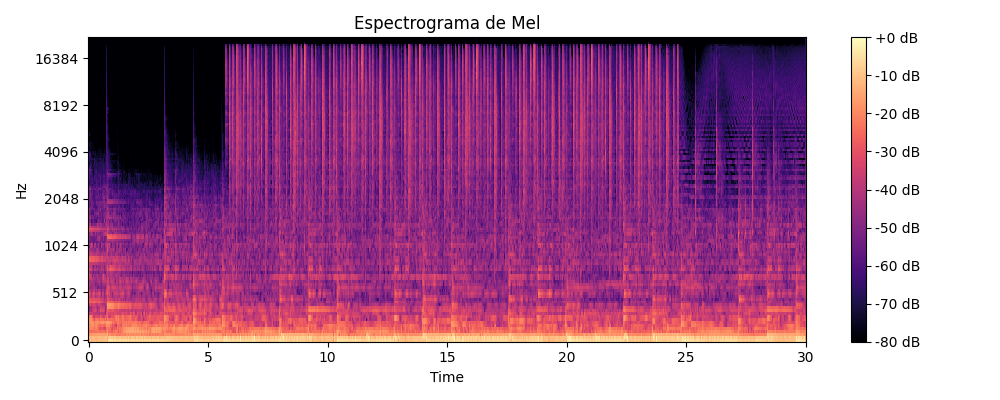 Espectrograma de Mel
16384
8192
4096
2048
1024
512
0
Hz
0 5 10 15 20 25 30
Time
+0 dB
-10 dB
-20 dB
-30 dB
-40 dB
-50 dB
-60 dB
-70 dB
-80 dB